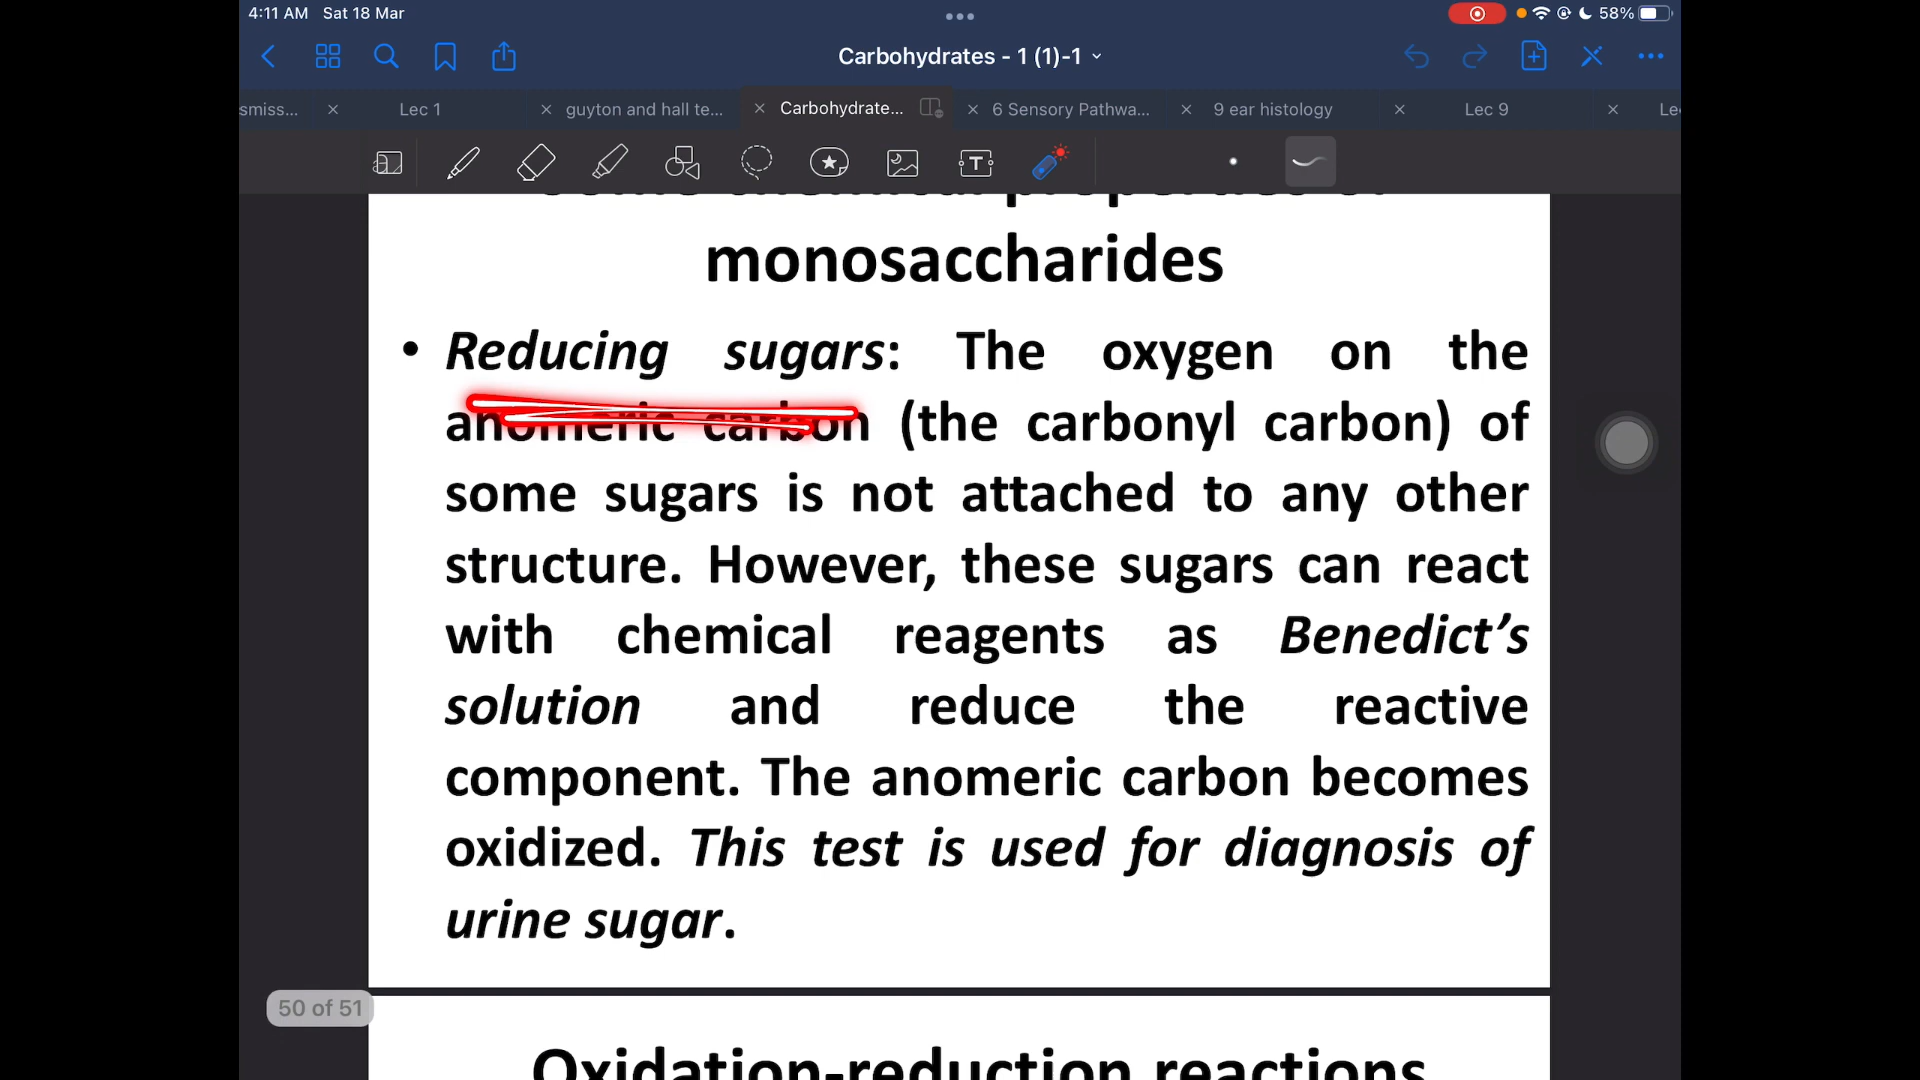 4:11 AM Sat 18 Mar
58%
Carbohydrates - 1 (1)-1
smiss...
Lec 1
guyton and hall te...
Carbohydrate...
6 Sensory Pathwa...
9 ear histology
Lec 9
Le
monosaccharides
• Reducing sugars: The oxygen on the
anomeric carbon (the carbonyl carbon) of
some sugars is not attached to any other
structure. However, these sugars can react
with chemical reagents as Benedict’s
solution and reduce the reactive
component. The anomeric carbon becomes
oxidized. This test is used for diagnosis of
urine sugar.
50 of 51
Oxidation-reduction reactions